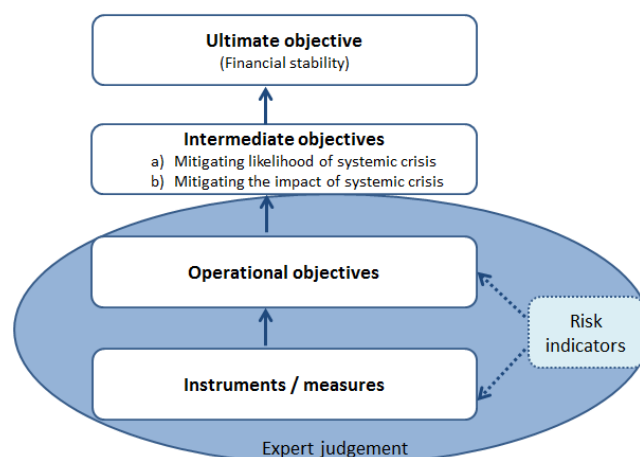 Ultimate objective
(Financial stability)
Intermediate objectives
a) Mitigating likelihood of systemic crisis
b) Mitigating the impact of systemic crisis
Operational objectives
Risk
indicators
Instruments / measures
Expert judgement